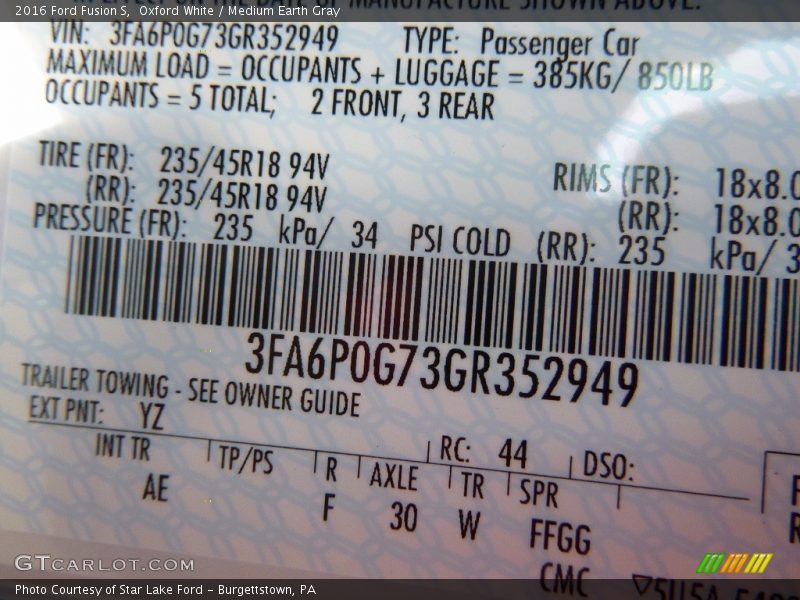 2016 Ford Fusion S, Oxford White / Medium Earth Gray
MANUFACTURE SHOWN ABOVE.
VIN: 3FA6P0G73GR352949 TYPE: Passenger Car
MAXIMUM LOAD = OCCUPANTS + LUGGAGE = 385KG/ 850LB
OCCUPANTS = 5 TOTAL; 2 FRONT, 3 REAR
TIRE (FR): 235/45R18 94V RIMS (FR): 18x8.0
(RR): 235/45R18 94V (RR): 18x8.0
PRESSURE (FR): 235 kPa/ 34 PSI COLD (RR): 235 kPa/ 3
3FA6P0G73GR352949
TRAILER TOWING - SEE OWNER GUIDE
EXT PNT: YZ RC: 44 DSO:
INT TR TP/PS R AXLE TR SPR
AE F 30 W FFGG
CMC
GTCARLOT.COM
Photo Courtesy of Star Lake Ford – Burgettstown, PA